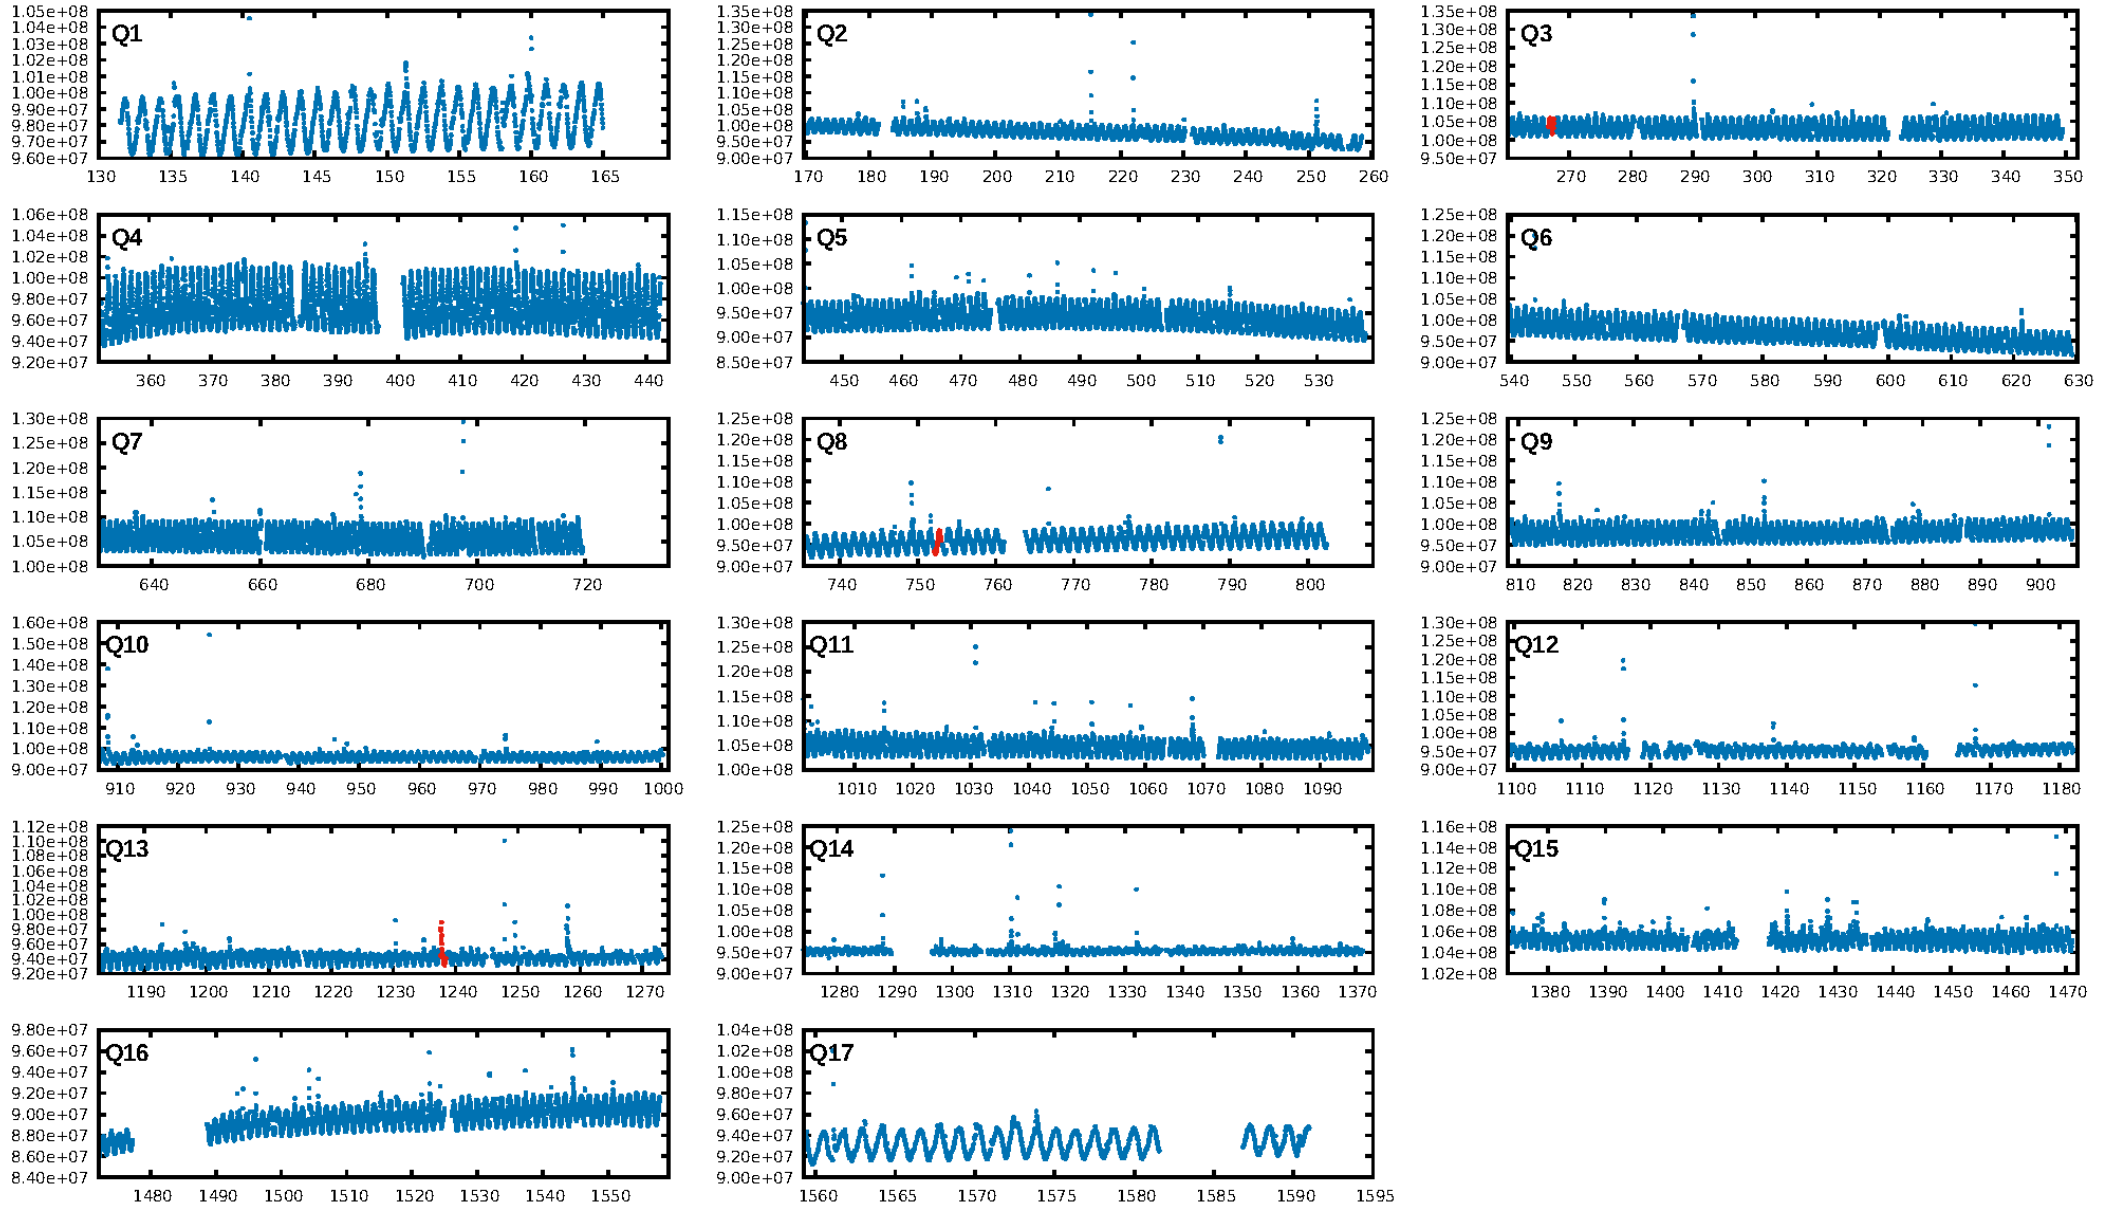 1.05e+08
1.04e+08
1.03e+08
1.02e+08
1.01e+08
1.00e+08
9.90e+07
9.80e+07
9.70e+07
9.60e+07
Q1
130 135 140 145 150 155 160 165
1.35e+08
1.30e+08
1.25e+08
1.20e+08
1.15e+08
1.10e+08
1.05e+08
1.00e+08
9.50e+07
9.00e+07
Q2
170 180 190 200 210 220 230 240 250 260
1.35e+08
1.30e+08
1.25e+08
1.20e+08
1.15e+08
1.10e+08
1.05e+08
1.00e+08
9.50e+07
Q3
270 280 290 300 310 320 330 340 350
1.06e+08
1.04e+08
1.02e+08
1.00e+08
9.80e+07
9.60e+07
9.40e+07
9.20e+07
Q4
360 370 380 390 400 410 420 430 440
1.15e+08
1.10e+08
1.05e+08
1.00e+08
9.50e+07
9.00e+07
8.50e+07
Q5
450 460 470 480 490 500 510 520 530
1.25e+08
1.20e+08
1.15e+08
1.10e+08
1.05e+08
1.00e+08
9.50e+07
9.00e+07
Q6
540 550 560 570 580 590 600 610 620 630
1.30e+08
1.25e+08
1.20e+08
1.15e+08
1.10e+08
1.05e+08
1.00e+08
Q7
640 660 680 700 720
1.25e+08
1.20e+08
1.15e+08
1.10e+08
1.05e+08
1.00e+08
9.50e+07
9.00e+07
Q8
740 750 760 770 780 790 800
1.25e+08
1.20e+08
1.15e+08
1.10e+08
1.05e+08
1.00e+08
9.50e+07
9.00e+07
Q9
810 820 830 840 850 860 870 880 890 900
1.60e+08
1.50e+08
1.40e+08
1.30e+08
1.20e+08
1.10e+08
1.00e+08
9.00e+07
Q10
910 920 930 940 950 960 970 980 990 1000
1.30e+08
1.25e+08
1.20e+08
1.15e+08
1.10e+08
1.05e+08
1.00e+08
Q11
1010 1020 1030 1040 1050 1060 1070 1080 1090
1.30e+08
1.25e+08
1.20e+08
1.15e+08
1.10e+08
1.05e+08
1.00e+08
9.50e+07
9.00e+07
Q12
1100 1110 1120 1130 1140 1150 1160 1170 1180
1.12e+08
1.10e+08
1.08e+08
1.06e+08
1.04e+08
1.02e+08
1.00e+08
9.80e+07
9.60e+07
9.40e+07
9.20e+07
Q13
1190 1200 1210 1220 1230 1240 1250 1260 1270
1.25e+08
1.20e+08
1.15e+08
1.10e+08
1.05e+08
1.00e+08
9.50e+07
9.00e+07
Q14
1280 1290 1300 1310 1320 1330 1340 1350 1360 1370
1.16e+08
1.14e+08
1.12e+08
1.10e+08
1.08e+08
1.06e+08
1.04e+08
1.02e+08
Q15
1380 1390 1400 1410 1420 1430 1440 1450 1460 1470
9.80e+07
9.60e+07
9.40e+07
9.20e+07
9.00e+07
8.80e+07
8.60e+07
8.40e+07
Q16
1480 1490 1500 1510 1520 1530 1540 1550
1.04e+08
1.02e+08
1.00e+08
9.80e+07
9.60e+07
9.40e+07
9.20e+07
9.00e+07
Q17
1560 1565 1570 1575 1580 1585 1590 1595